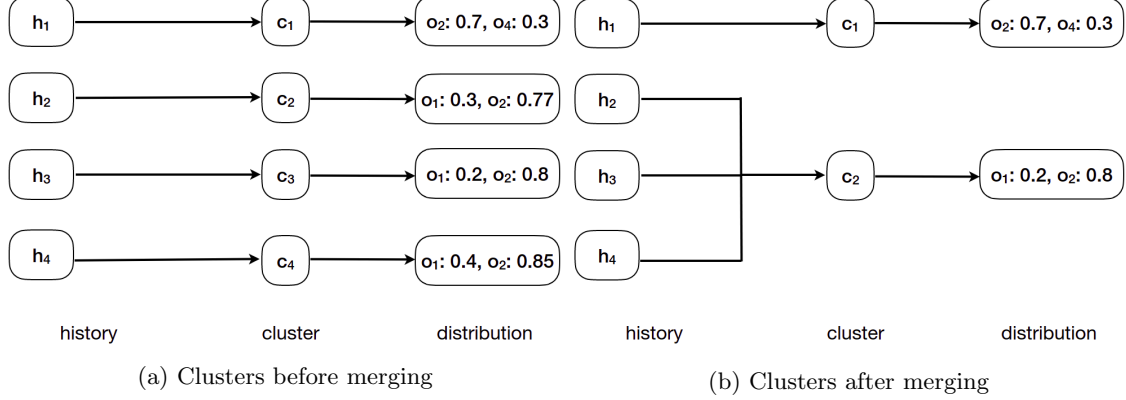 h₁ c₁ o₂: 0.7, o₄: 0.3
h₂ c₂ o₁: 0.3, o₂: 0.77
h₃ c₃ o₁: 0.2, o₂: 0.8
h₄ c₄ o₁: 0.4, o₂: 0.85
history cluster distribution
(a) Clusters before merging
h₁ c₁ o₂: 0.7, o₄: 0.3
h₂
h₃ c₂ o₁: 0.2, o₂: 0.8
h₄
history cluster distribution
(b) Clusters after merging